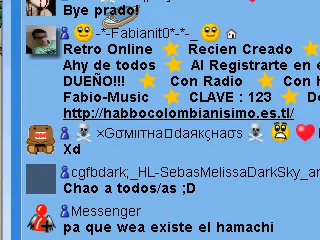 Bye prado!
-*-Fabianit0*-*-_
Retro Online ⭐ Recien Creado ⭐
Ahy de todos ⭐ Al Registrarte en e
DUEÑO!!! ⭐ Con Radio ⭐ Con H
Fabio-Music ⭐ CLAVE : 123 ⭐ De
http://habbocolombianisimo.es.tl/
Xd
cgfbdark;_HL-SebasMelissaDarkSky_an
Chao a todos/as ;D
Messenger
pa que wea existe el hamachi